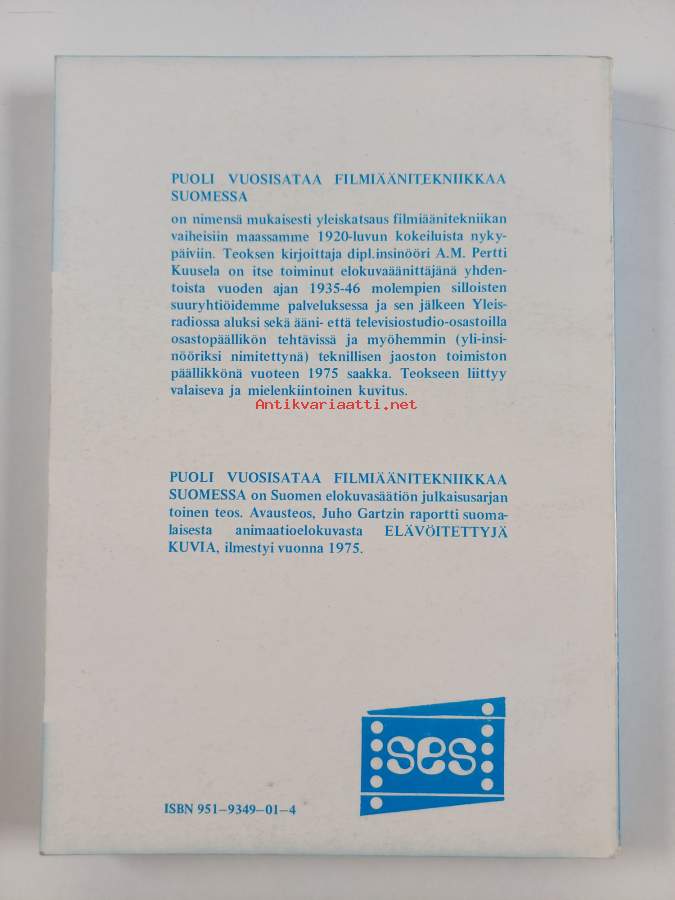 PUOLI VUOSISATAA FILMIÄÄNITEKNIIKKAA
SUOMESSA
on nimensä mukaisesti yleiskatsaus filmiäänitekniikan
vaiheisiin maassamme 1920-luvun kokeiluista nyky-
päiviin. Teoksen kirjoittaja dipl.insinööri A.M. Pertti
Kuusela on itse toiminut elokuvaäänittäjänä yhden-
toista vuoden ajan 1935-46 molempien silloisten
suuryhtiöidemme palveluksessa ja sen jälkeen Yleis-
radiossa aluksi sekä ääni- että televisiostudio-osastoilla
osastopäällikön tehtävissä ja myöhemmin (yli-insi-
nööriksi nimitettynä) teknillisen jaoston toimiston
päällikkönä vuoteen 1975 saakka. Teokseen liittyy
valaiseva ja mielenkiintoinen kuvitus.
Antikvariaatti.net
PUOLI VUOSISATAA FILMIÄÄNITEKNIIKKAA
SUOMESSA on Suomen elokuvasäätiön julkaisusarjan
toinen teos. Avausteos, Juho Gartzin raportti suoma-
laisesta animaatioelokuvasta ELÄVÖITETTYJÄ
KUVIA, ilmestyi vuonna 1975.
ses
ISBN 951-9349-01-4